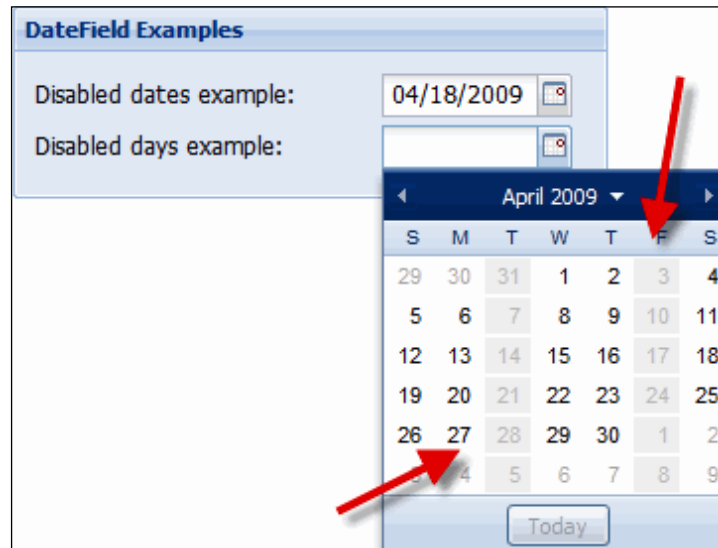 DateField Examples
Disabled dates example: 04/18/2009
Disabled days example:
April 2009
S M T W T F S
29 30 31 1 2 3 4
5 6 7 8 9 10 11
12 13 14 15 16 17 18
19 20 21 22 23 24 25
26 27 28 29 30 1 2
3 4 5 6 7 8 9
Today